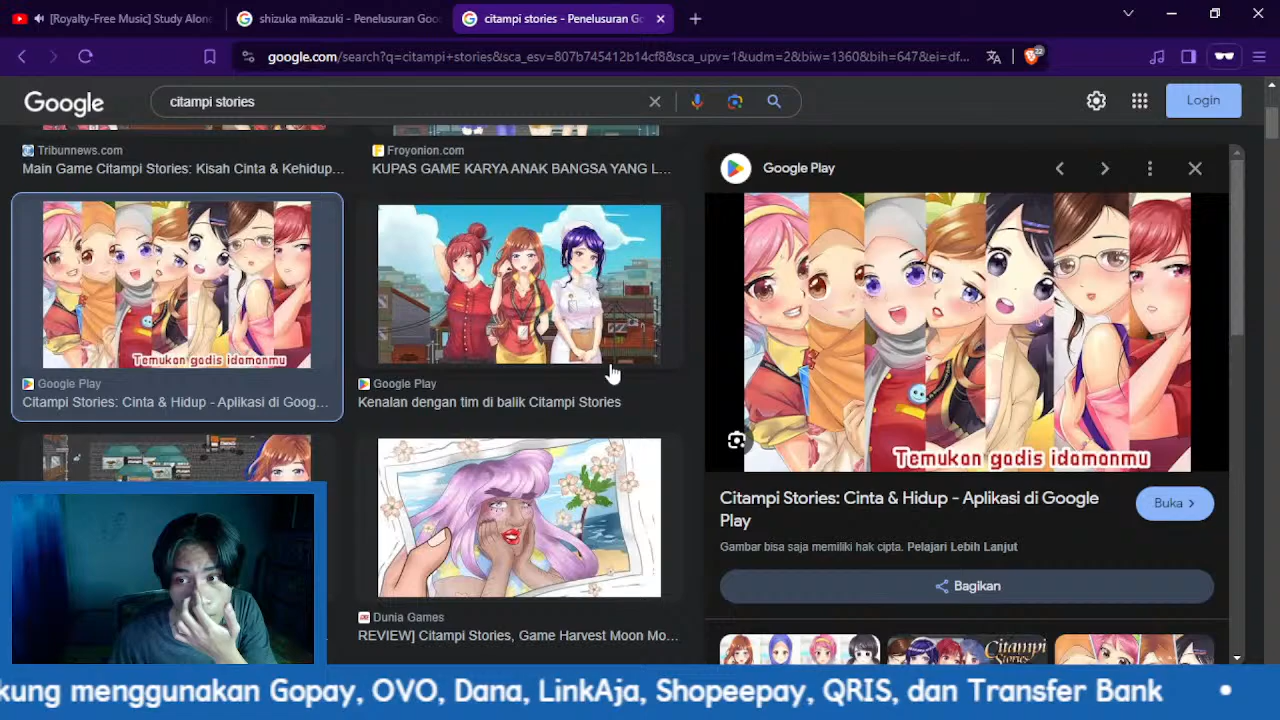 [Royalty-Free Music] Study Alon
shizuka mikazuki - Penelusuran Goo
citampi stories - Penelusuran Go
google.com/search?q=citampi+stories&sca_esv=807b745412b14cf8&sca_upv=1&udm=2&biw=1360&bih=647&ei=df...
22
Google
citampi stories
Login
Tribunnews.com
Main Game Citampi Stories: Kisah Cinta & Kehidup...
Froyonion.com
KUPAS GAME KARYA ANAK BANGSA YANG L...
Temukan gadis idamanmu
Google Play
Citampi Stories: Cinta & Hidup - Aplikasi di Goog...
Google Play
Kenalan dengan tim di balik Citampi Stories
Dunia Games
REVIEW] Citampi Stories, Game Harvest Moon Mo...
Google Play
Temukan gadis idamanmu
Citampi Stories: Cinta & Hidup - Aplikasi di Google
Play
Buka
Gambar bisa saja memiliki hak cipta. Pelajari Lebih Lanjut
Bagikan
Citampi
Stories
kung menggunakan Gopay, OVO, Dana, LinkAja, Shopeepay, QRIS, dan Transfer Bank •